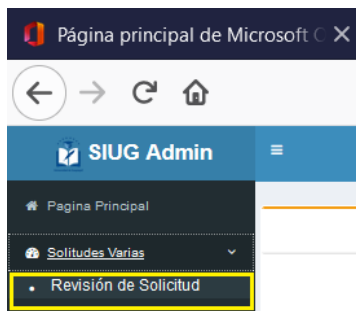 Página principal de Microsoft
SIUG Admin
Pagina Principal
Solitudes Varias
Revisión de Solicitud